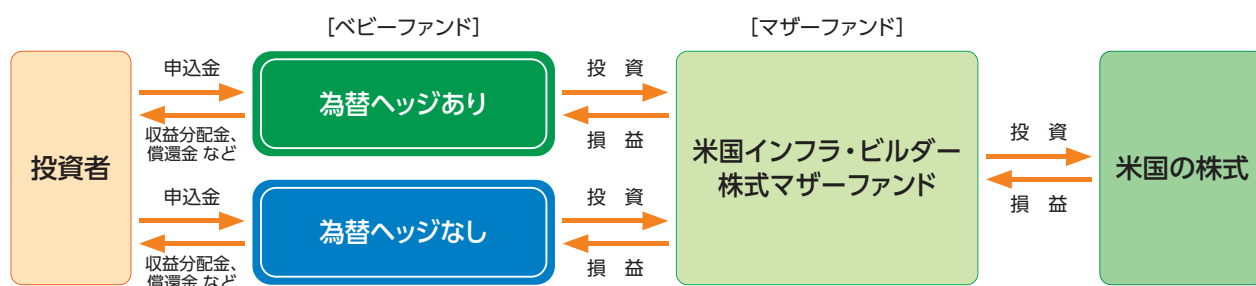 [ベビーファンド]
[マザーファンド]
投資者
申込金
収益分配金、
償還金 など
為替ヘッジあり
投 資
損 益
申込金
収益分配金、
償還金 など
為替ヘッジなし
投 資
損 益
米国インフラ・ビルダー
株式マザーファンド
投 資
損 益
米国の株式